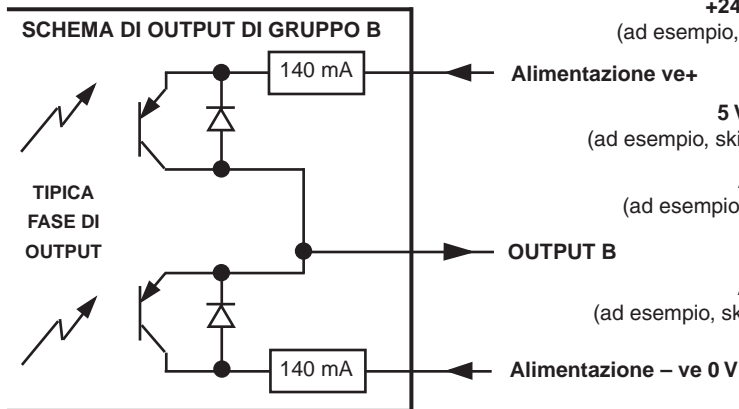 SCHEMA DI OUTPUT DI GRUPPO B
+24
(ad esempio,
140 mA
Alimentazione ve+
5 V
(ad esempio, ski
TIPICA
FASE DI
OUTPUT
(ad esempio
OUTPUT B
(ad esempio, sk
140 mA
Alimentazione – ve 0 V